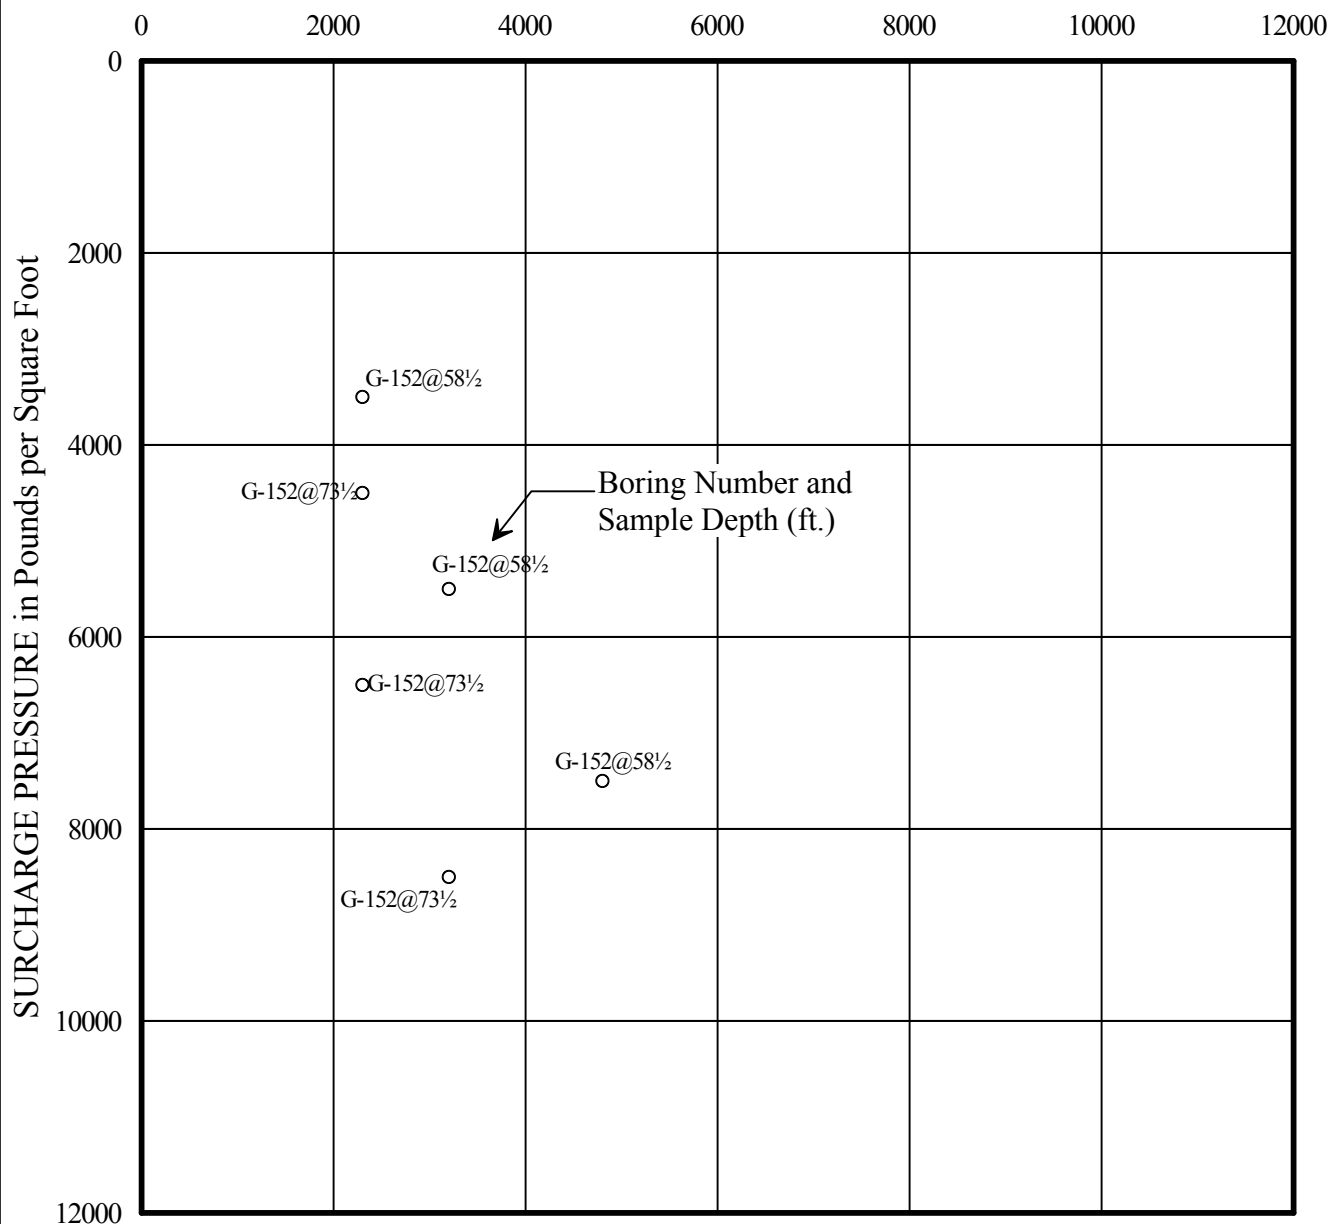 0 2000 4000 6000 8000 10000 12000
0
2000
4000
6000
8000
10000
12000
SURCHARGE PRESSURE in Pounds per Square Foot
G-152@58½
G-152@73½
Boring Number and
Sample Depth (ft.)
G-152@58½
G-152@73½
G-152@58½
G-152@73½